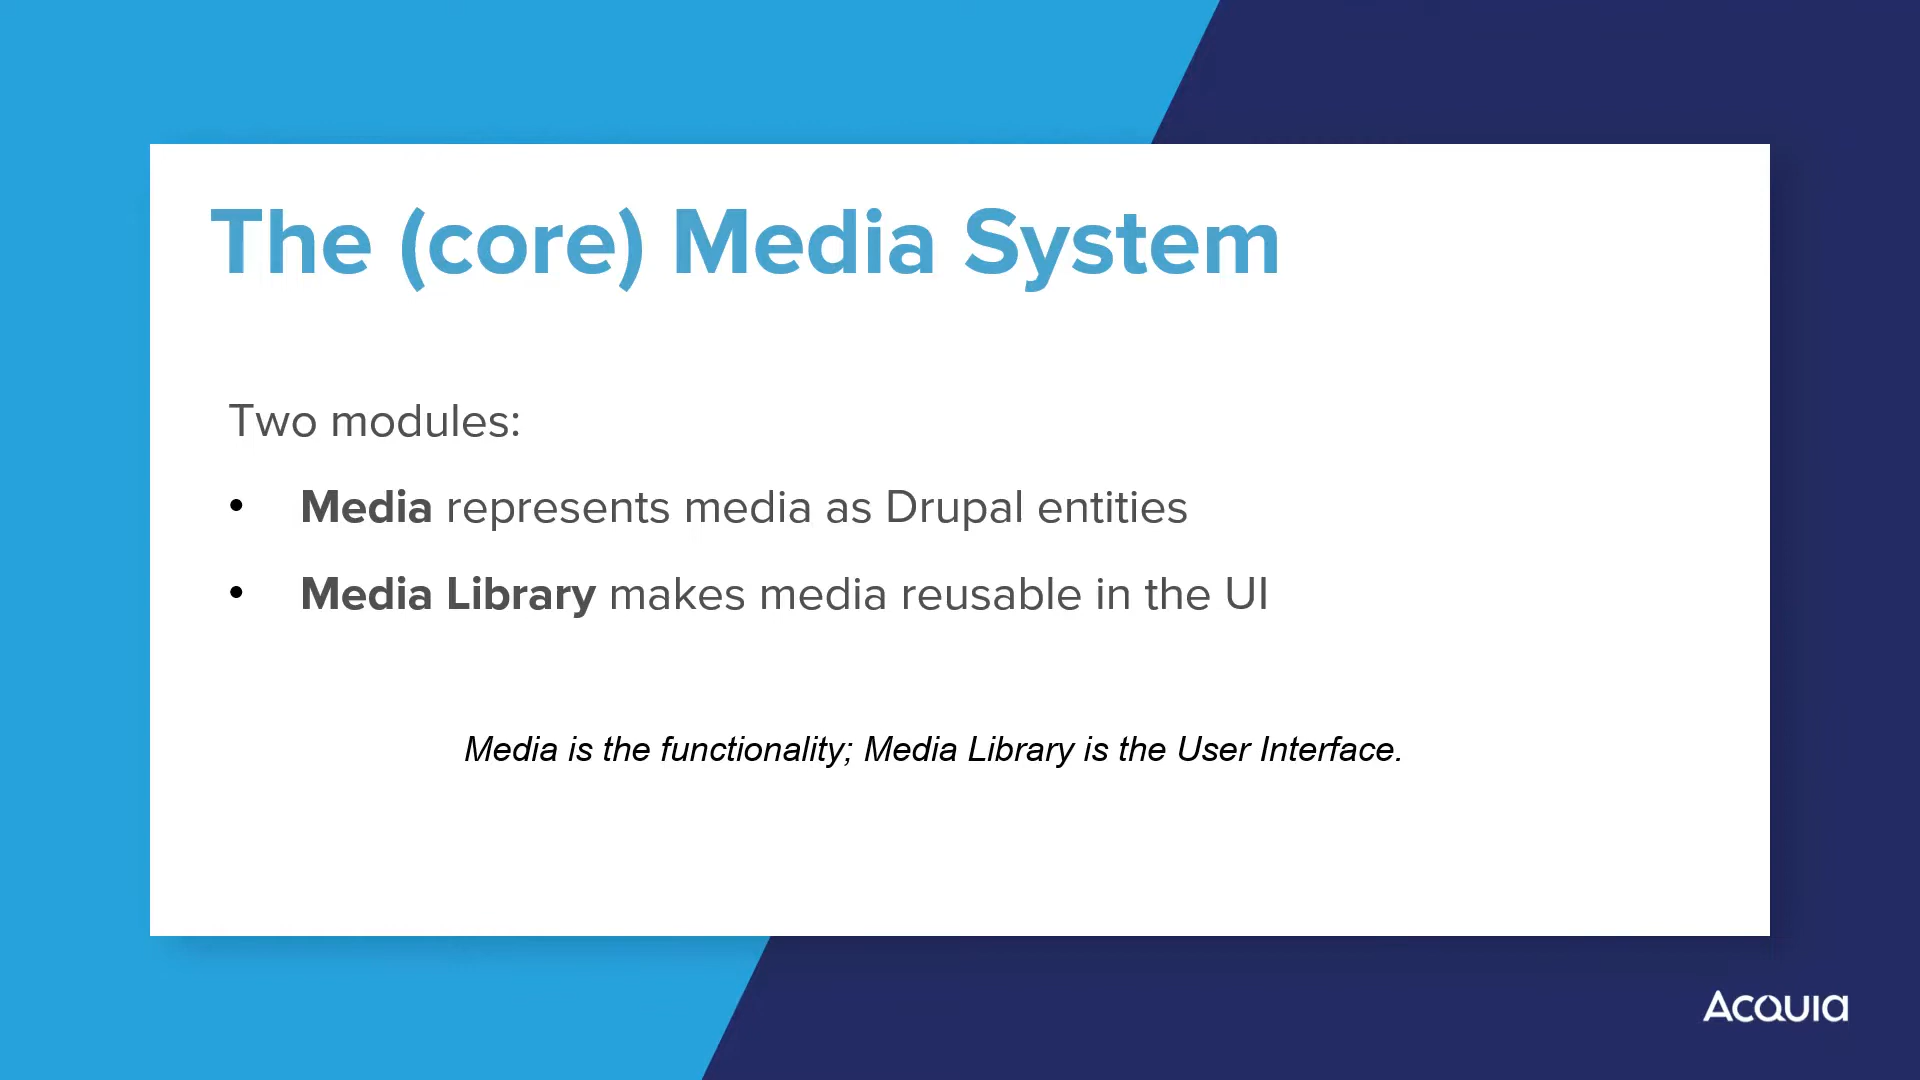 The (core) Media System
Two modules:
• Media represents media as Drupal entities
• Media Library makes media reusable in the UI
Media is the functionality; Media Library is the User Interface.
ACQUIA